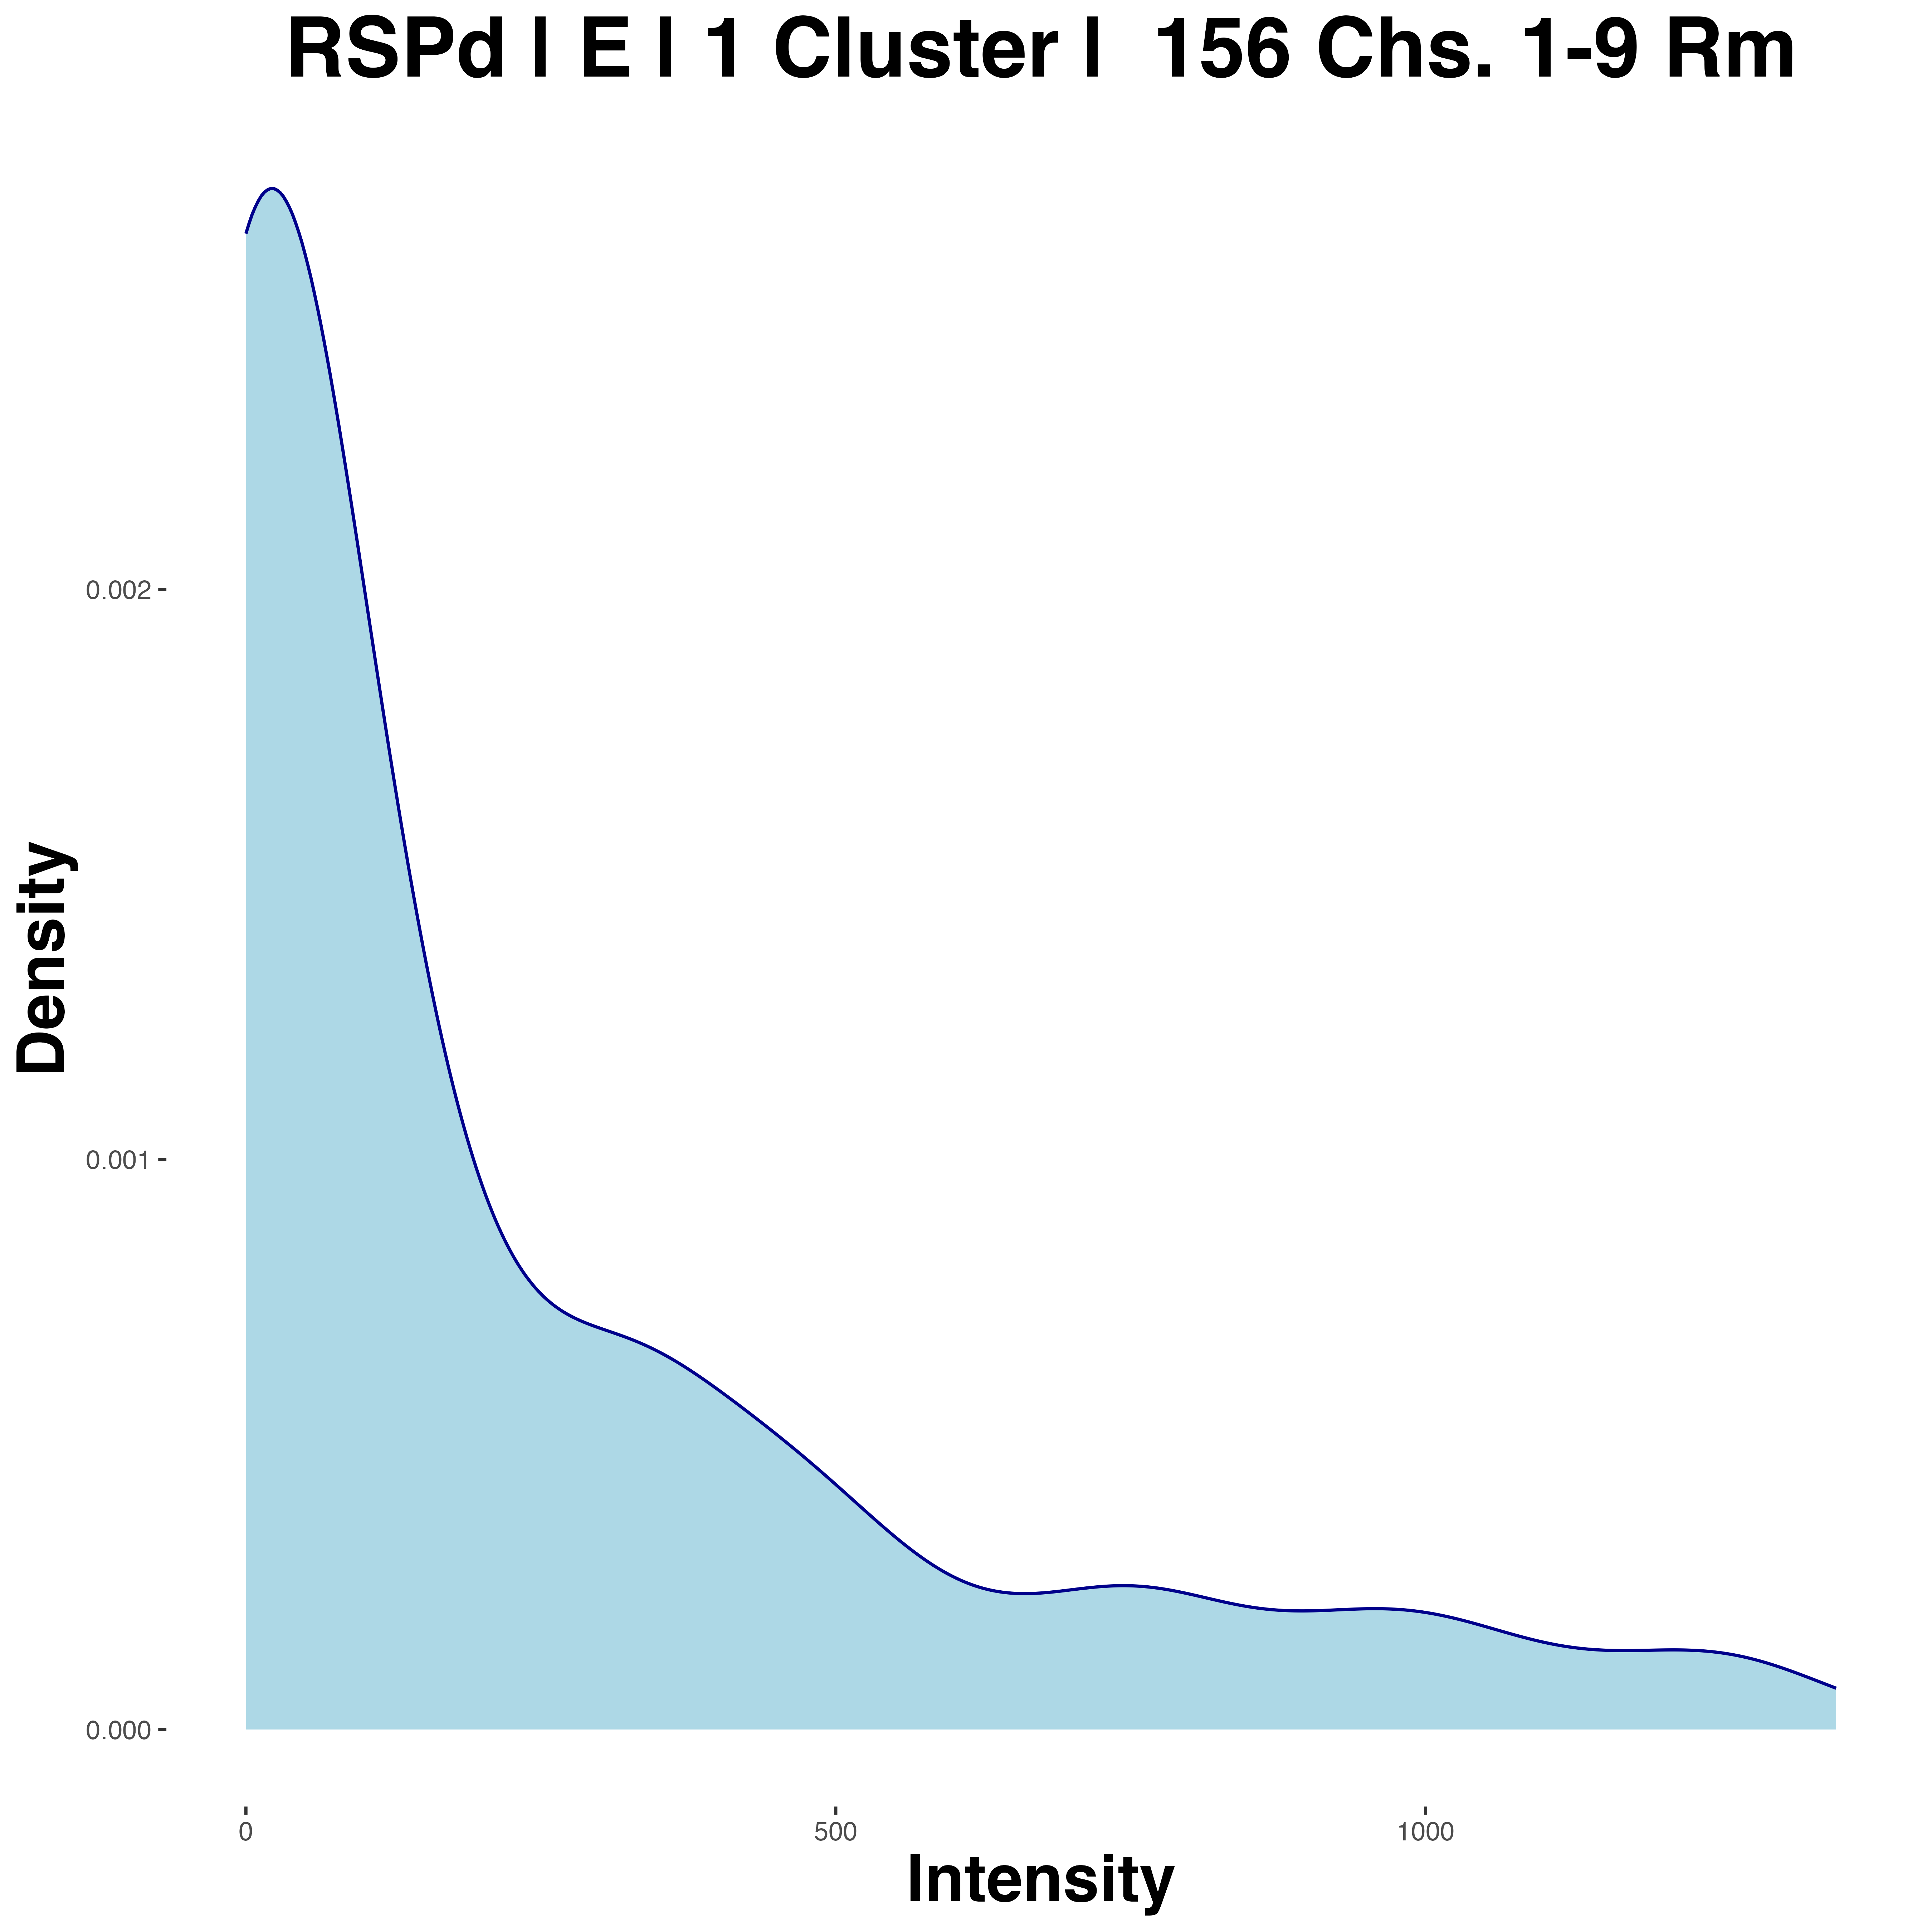 RSPd | E | 1 Cluster | 156 Chs. 1-9 Rm
Density
0.002
0.001
0.000
0
500
1000
Intensity